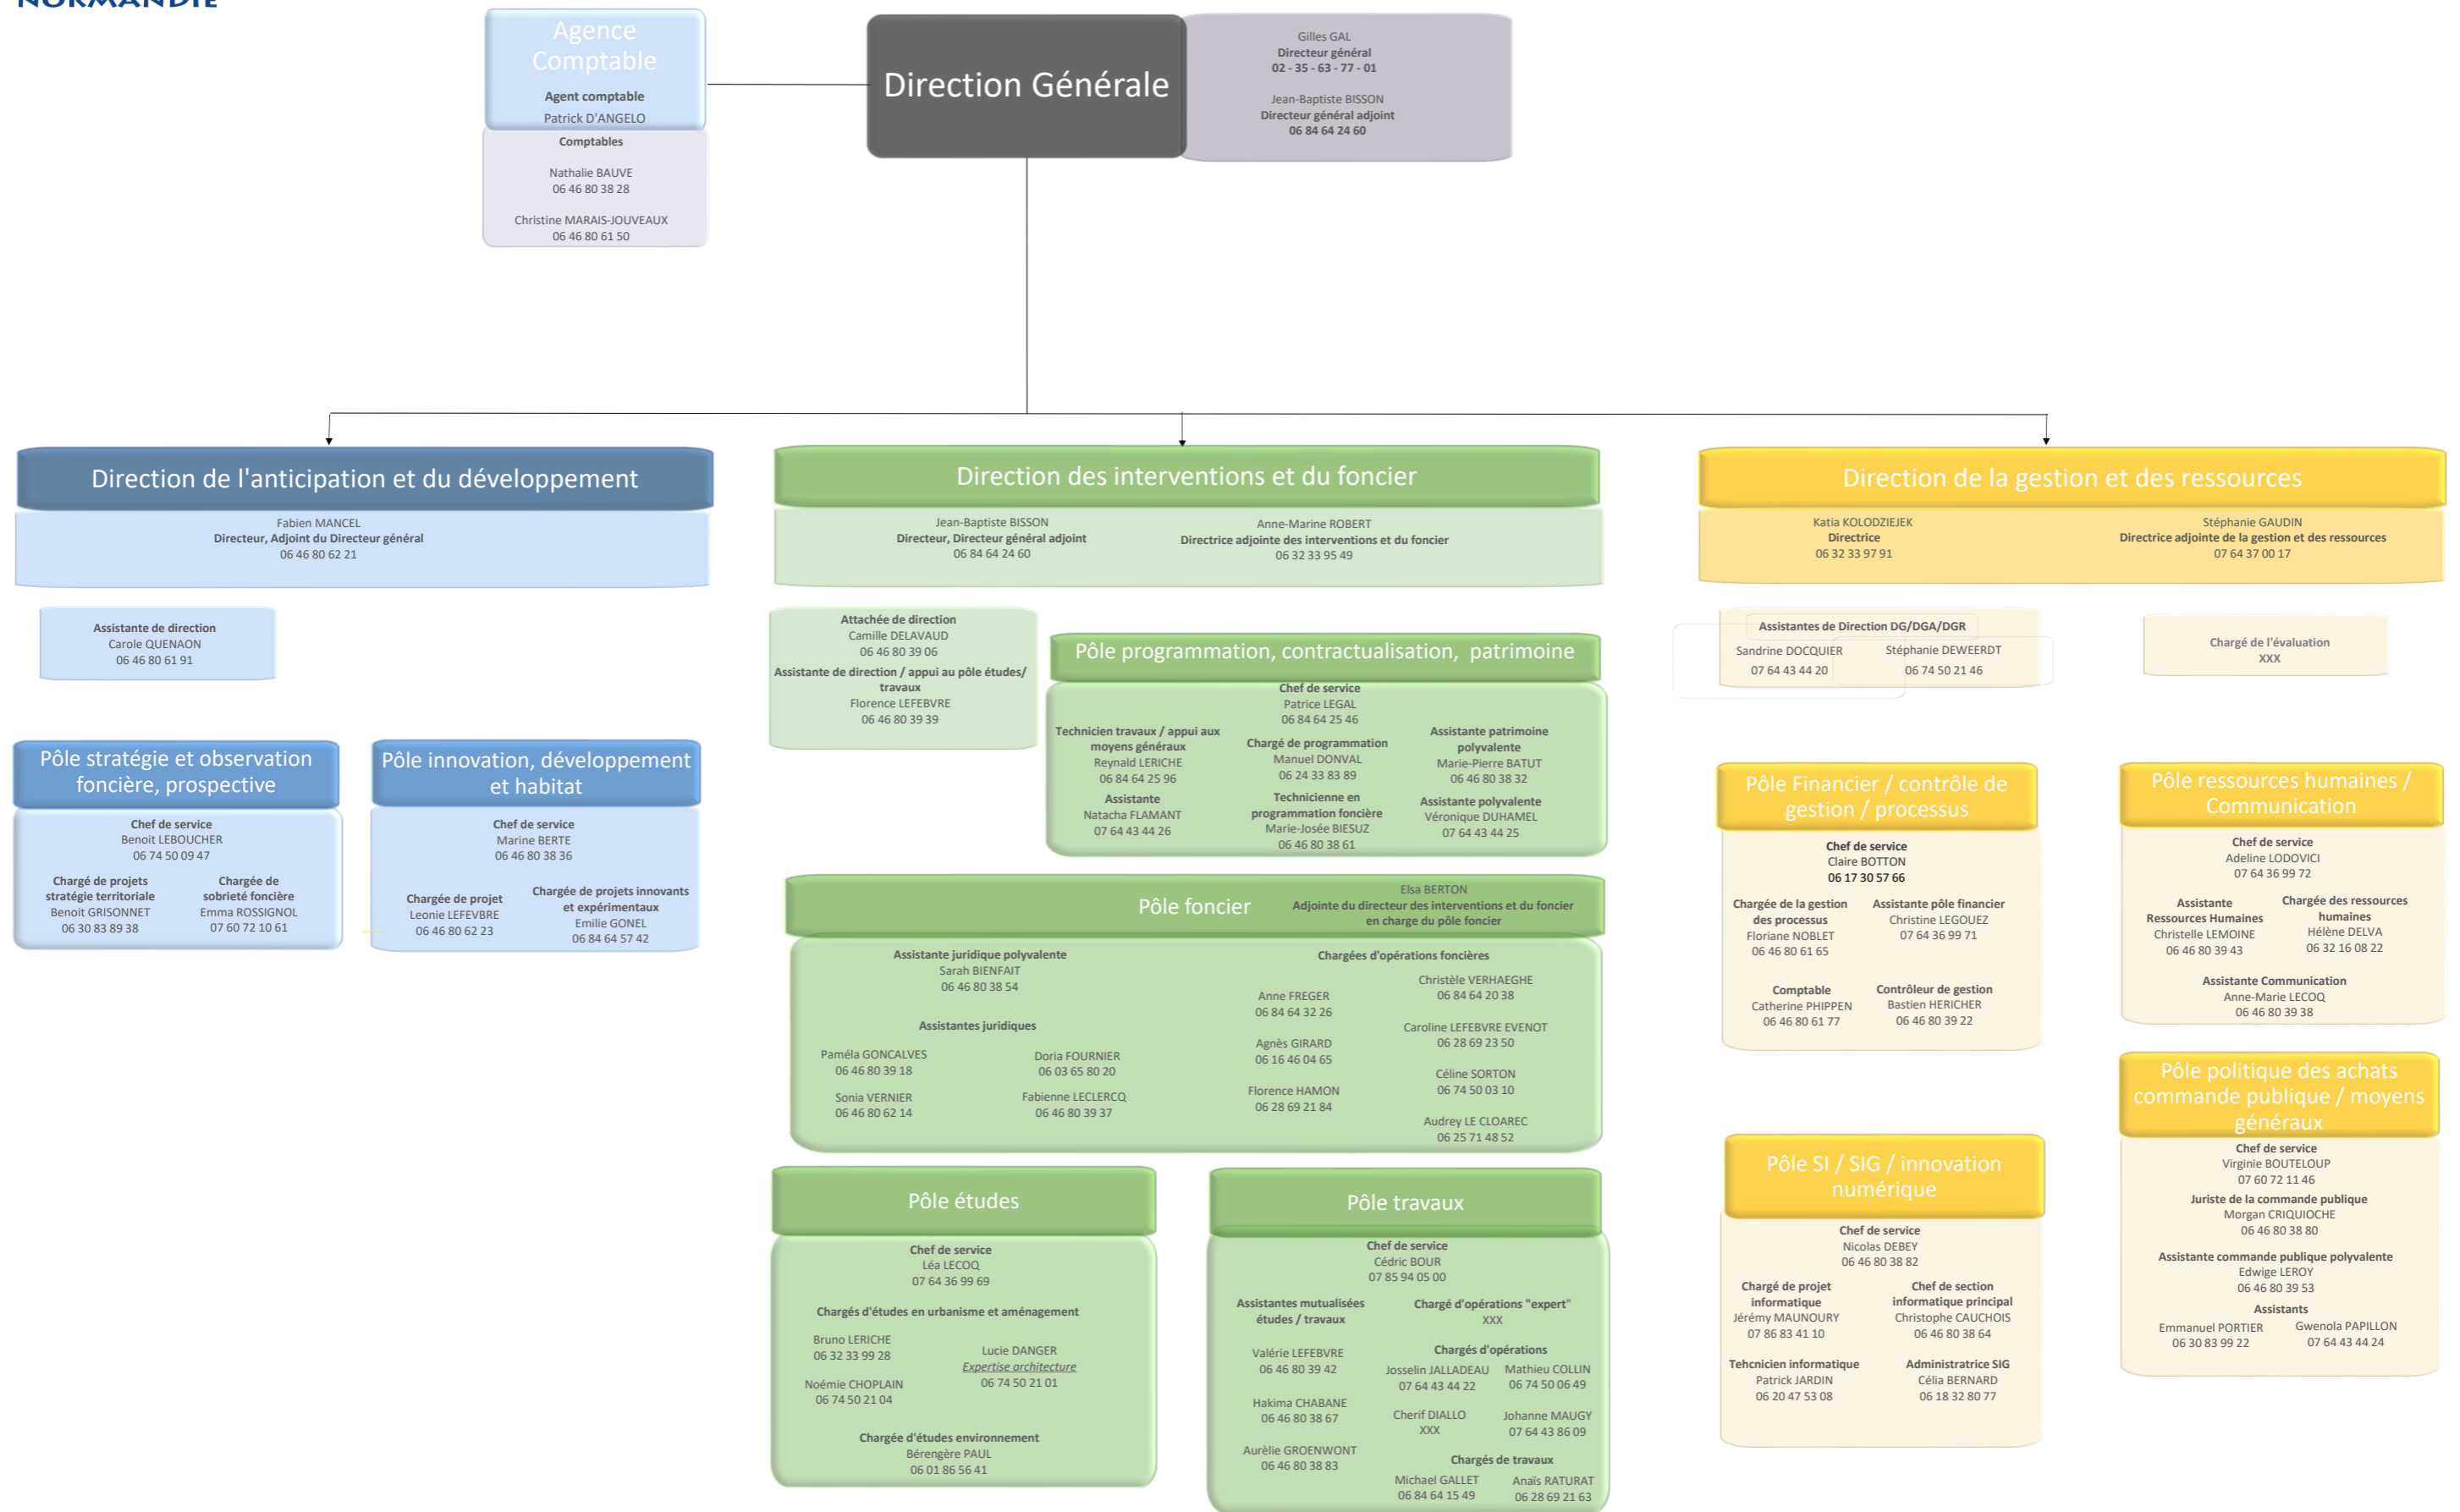 NORMANDIE
Agence
Comptable
Agent comptable
Patrick D'ANGELO
Comptables
Nathalie BAUVE
06 46 80 38 28
Christine MARAIS-JOUVEAUX
06 46 80 61 50
Direction Générale
Gilles GAL
Directeur général
02 - 35 - 63 - 77 - 01
Jean-Baptiste BISSON
Directeur général adjoint
06 84 64 24 60
Direction de l'anticipation et du développement
Fabien MANCEL
Directeur, Adjoint du Directeur général
06 46 80 62 21
Assistante de direction
Carole QUENAON
06 46 80 61 91
Pôle stratégie et observation
foncière, prospective
Chef de service
Benoit LEBOUCHER
06 74 50 09 47
Chargé de projets
stratégie territoriale
Benoit GRISONNET
06 30 83 89 38
Chargée de
sobrieté foncière
Emma ROSSIGNOL
07 60 72 10 61
Pôle innovation, développement
et habitat
Chef de service
Marine BERTE
06 46 80 38 36
Chargée de projet
Leonie LEFEVBRE
06 46 80 62 23
Chargée de projets innovants
et expérimentaux
Emilie GONEL
06 84 64 57 42
Direction des interventions et du foncier
Jean-Baptiste BISSON
Directeur, Directeur général adjoint
06 84 64 24 60
Anne-Marine ROBERT
Directrice adjointe des interventions et du foncier
06 32 33 95 49
Attachée de direction
Camille DELAVAUD
06 46 80 39 06
Assistante de direction / appui au pôle études/
travaux
Florence LEFEBVRE
06 46 80 39 39
Pôle programmation, contractualisation, patrimoine
Chef de service
Patrice LEGAL
06 84 64 25 46
Technicien travaux / appui aux
moyens généraux
Reynald LERICHE
06 84 64 25 96
Chargé de programmation
Manuel DONVAL
06 24 33 83 89
Assistante patrimoine
polyvalente
Marie-Pierre BATUT
06 46 80 38 32
Assistante
Natacha FLAMANT
07 64 43 44 26
Technicienne en
programmation foncière
Marie-Josée BIESUZ
06 46 80 38 61
Assistante polyvalente
Véronique DUHAMEL
07 64 43 44 25
Pôle foncier
Elsa BERTON
Adjointe du directeur des interventions et du foncier
en charge du pôle foncier
Assistante juridique polyvalente
Sarah BIENFAIT
06 46 80 38 54
Assistantes juridiques
Paméla GONCALVES
06 46 80 39 18
Doria FOURNIER
06 03 65 80 20
Sonia VERNIER
06 46 80 62 14
Fabienne LECLERCQ
06 46 80 39 37
Chargées d'opérations foncières
Christèle VERHAEGHE
06 84 64 20 38
Anne FREGER
06 84 64 32 26
Caroline LEFEBVRE EVENOT
06 28 69 23 50
Agnès GIRARD
06 16 46 04 65
Céline SORTON
06 74 50 03 10
Florence HAMON
06 28 69 21 84
Audrey LE CLOAREC
06 25 71 48 52
Pôle études
Chef de service
Léa LECOQ
07 64 36 99 69
Chargés d'études en urbanisme et aménagement
Bruno LERICHE
06 32 33 99 28
Lucie DANGER
Expertise architecture
06 74 50 21 01
Noémie CHOPLAIN
06 74 50 21 04
Chargée d'études environnement
Bérengère PAUL
06 01 86 56 41
Pôle travaux
Chef de service
Cédric BOUR
07 85 94 05 00
Assistantes mutualisées
études / travaux
Valérie LEFEBVRE
06 46 80 39 42
Hakima CHABANE
06 46 80 38 67
Aurèlie GROENWONT
06 46 80 38 83
Chargé d'opérations "expert"
XXX
Chargés d'opérations
Josselin JALLADEAU
07 64 43 44 22
Mathieu COLLIN
06 74 50 06 49
Cherif DIALLO
XXX
Johanne MAUGY
07 64 43 86 09
Chargés de travaux
Michael GALLET
06 84 64 15 49
Anaïs RATURAT
06 28 69 21 63
Direction de la gestion et des ressources
Katia KOLODZIEJEK
Directrice
06 32 33 97 91
Stéphanie GAUDIN
Directrice adjointe de la gestion et des ressources
07 64 37 00 17
Assistantes de Direction DG/DGA/DGR
Sandrine DOCQUIER
07 64 43 44 20
Stéphanie DEWEERDT
06 74 50 21 46
Chargé de l'évaluation
XXX
Pôle Financier / contrôle de
gestion / processus
Chef de service
Claire BOTTON
06 17 30 57 66
Chargée de la gestion
des processus
Floriane NOBLET
06 46 80 61 65
Assistante pôle financier
Christine LEGOUEZ
07 64 36 99 71
Comptable
Catherine PHIPPEN
06 46 80 61 77
Contrôleur de gestion
Bastien HERICHER
06 46 80 39 22
Pôle ressources humaines /
Communication
Chef de service
Adeline LODOVICI
07 64 36 99 72
Assistante
Ressources Humaines
Christelle LEMOINE
06 46 80 39 43
Chargée des ressources
humaines
Hélène DELVA
06 32 16 08 22
Assistante Communication
Anne-Marie LECOQ
06 46 80 39 38
Pôle politique des achats
commande publique / moyens
généraux
Chef de service
Virginie BOUTELOUP
07 60 72 11 46
Juriste de la commande publique
Morgan CRIQUIOCHE
06 46 80 38 80
Assistante commande publique polyvalente
Edwige LEROY
06 46 80 39 53
Assistants
Emmanuel PORTIER
06 30 83 99 22
Gwenola PAPILLON
07 64 43 44 24
Pôle SI / SIG / innovation
numérique
Chef de service
Nicolas DEBEY
06 46 80 38 82
Chargé de projet
informatique
Jérémy MAUNOURY
07 86 83 41 10
Chef de section
informatique principal
Christophe CAUCHOIS
06 46 80 38 64
Tehcnicien informatique
Patrick JARDIN
06 20 47 53 08
Administratrice SIG
Célia BERNARD
06 18 32 80 77